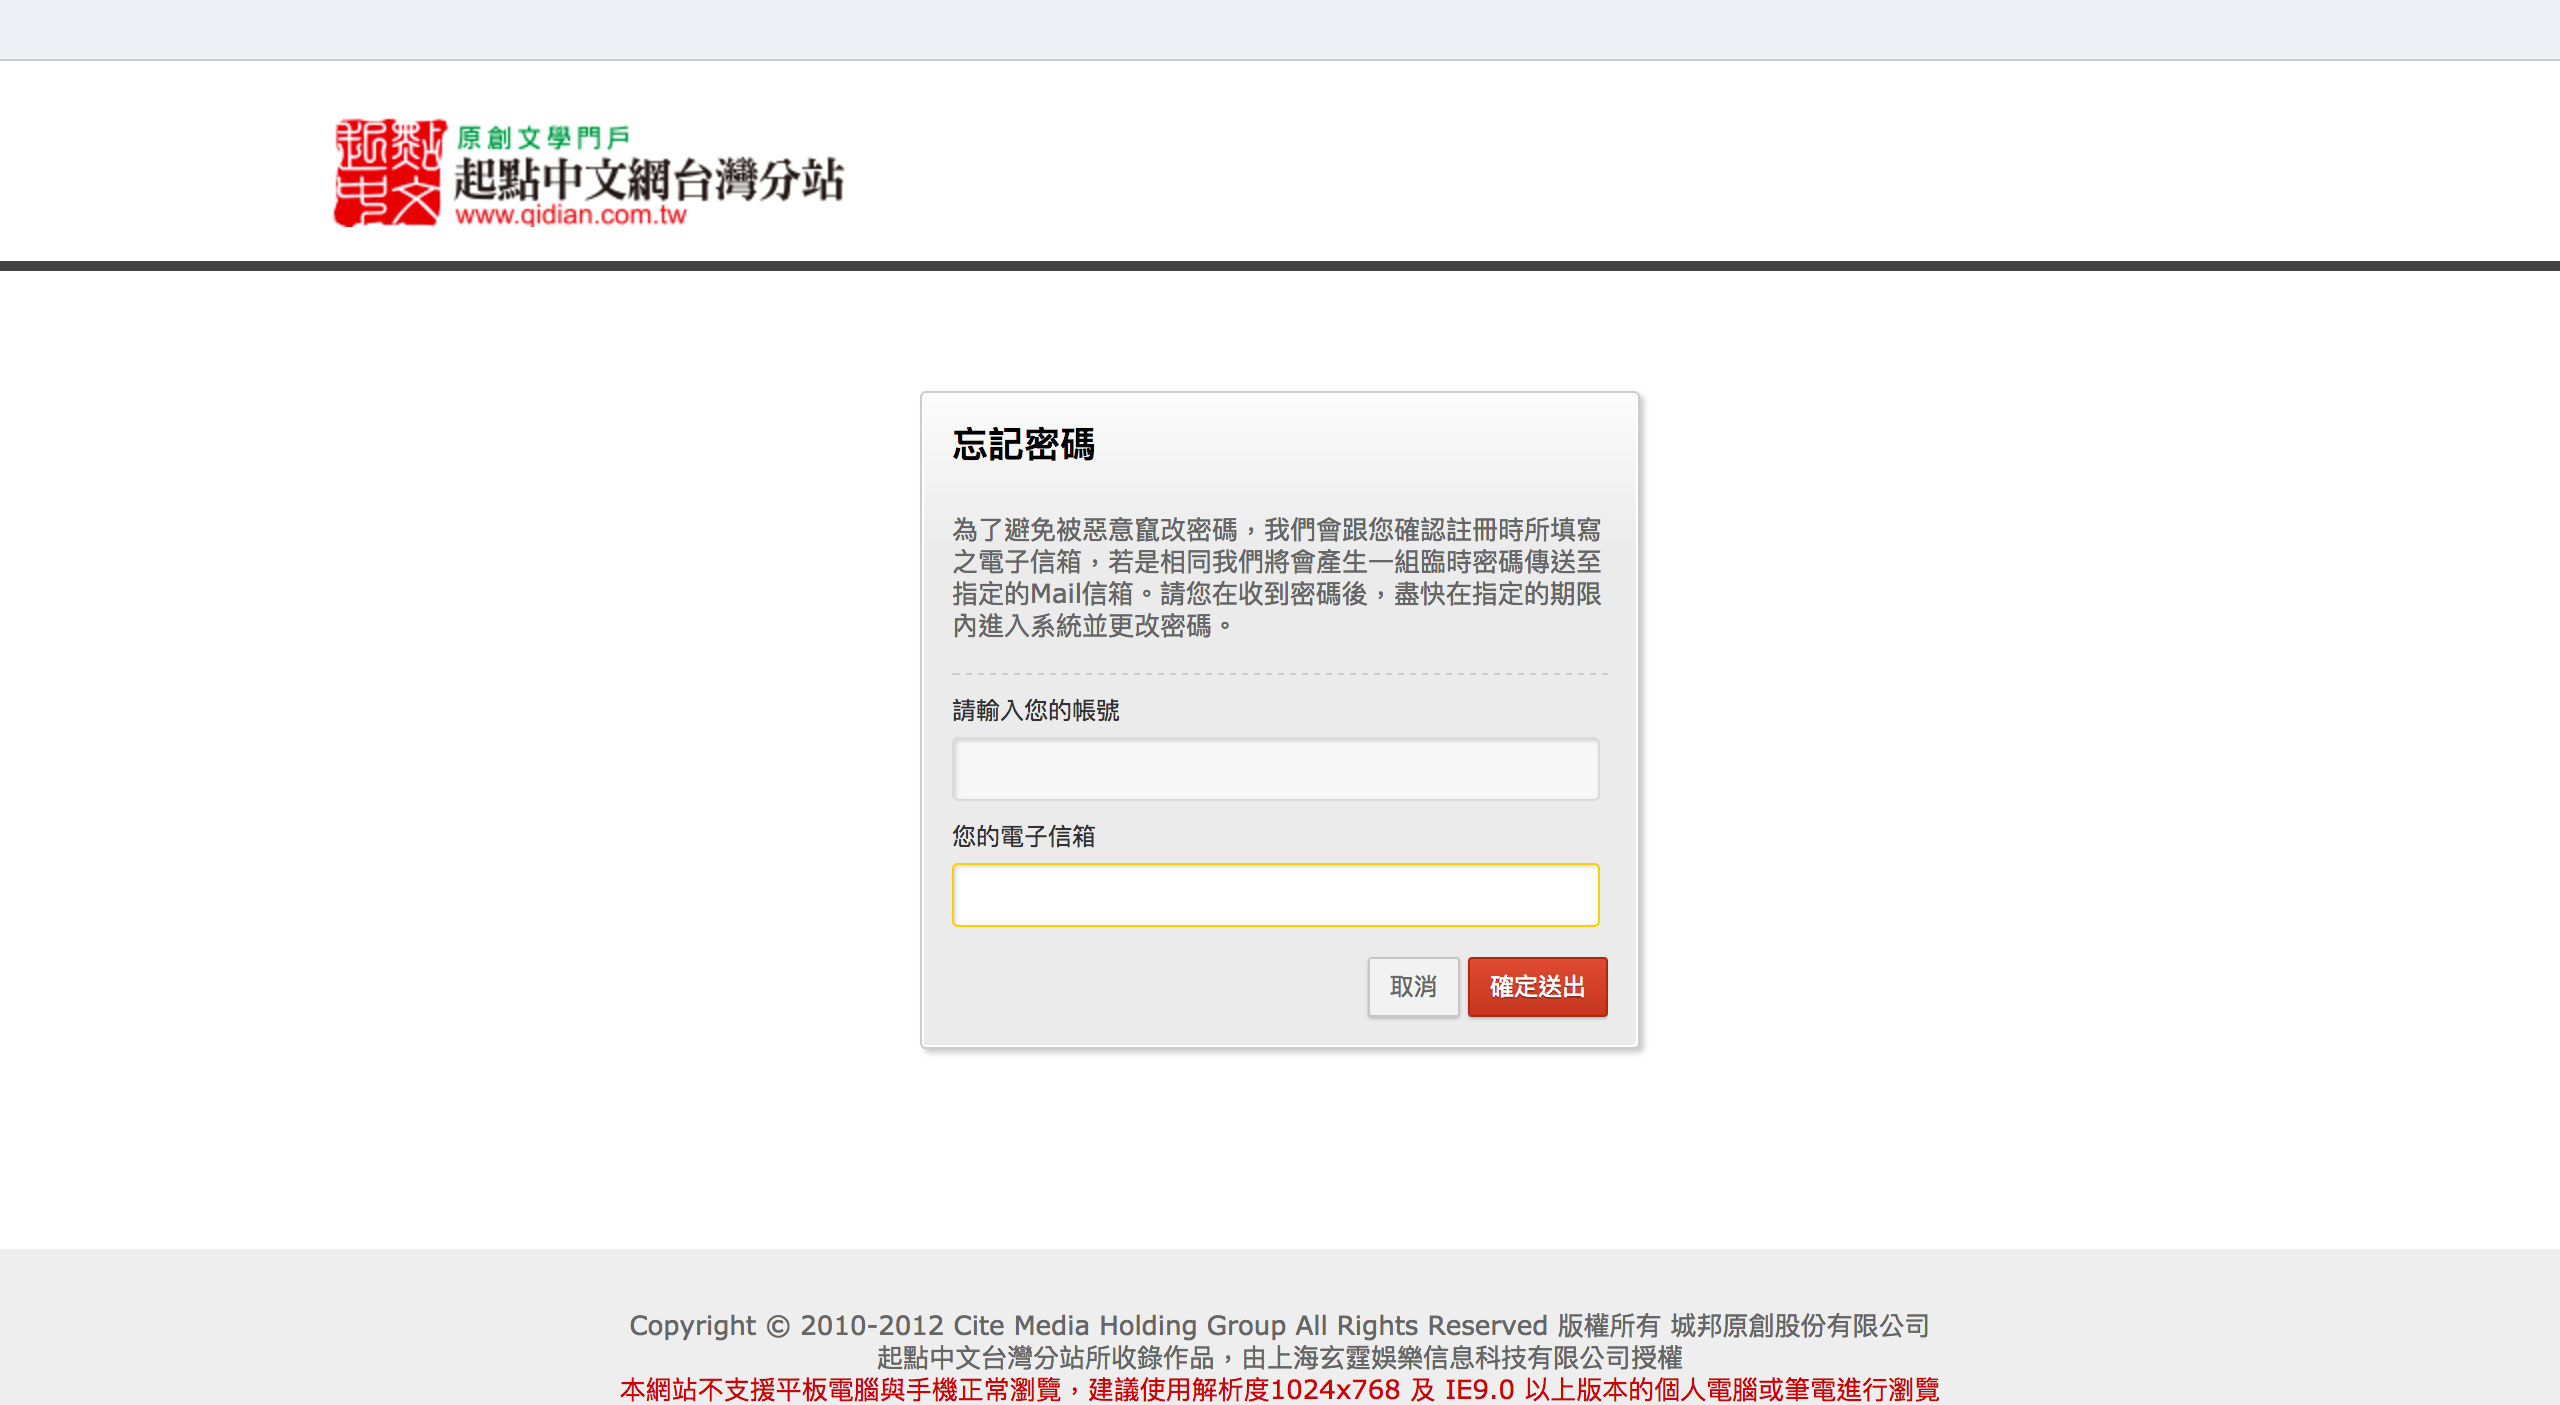 起點中文
原創文學門戶
起點中文網台灣分站
www.qidian.com.tw
忘記密碼
為了避免被惡意竄改密碼，我們會跟您確認註冊時所填寫
之電子信箱，若是相同我們將會產生一組臨時密碼傳送至
指定的Mail信箱。請您在收到密碼後，盡快在指定的期限
內進入系統並更改密碼。
請輸入您的帳號
您的電子信箱
取消
確定送出
Copyright © 2010-2012 Cite Media Holding Group All Rights Reserved 版權所有 城邦原創股份有限公司
起點中文台灣分站所收錄作品，由上海玄霆娛樂信息科技有限公司授權
本網站不支援平板電腦與手機正常瀏覽，建議使用解析度1024x768 及 IE9.0 以上版本的個人電腦或筆電進行瀏覽